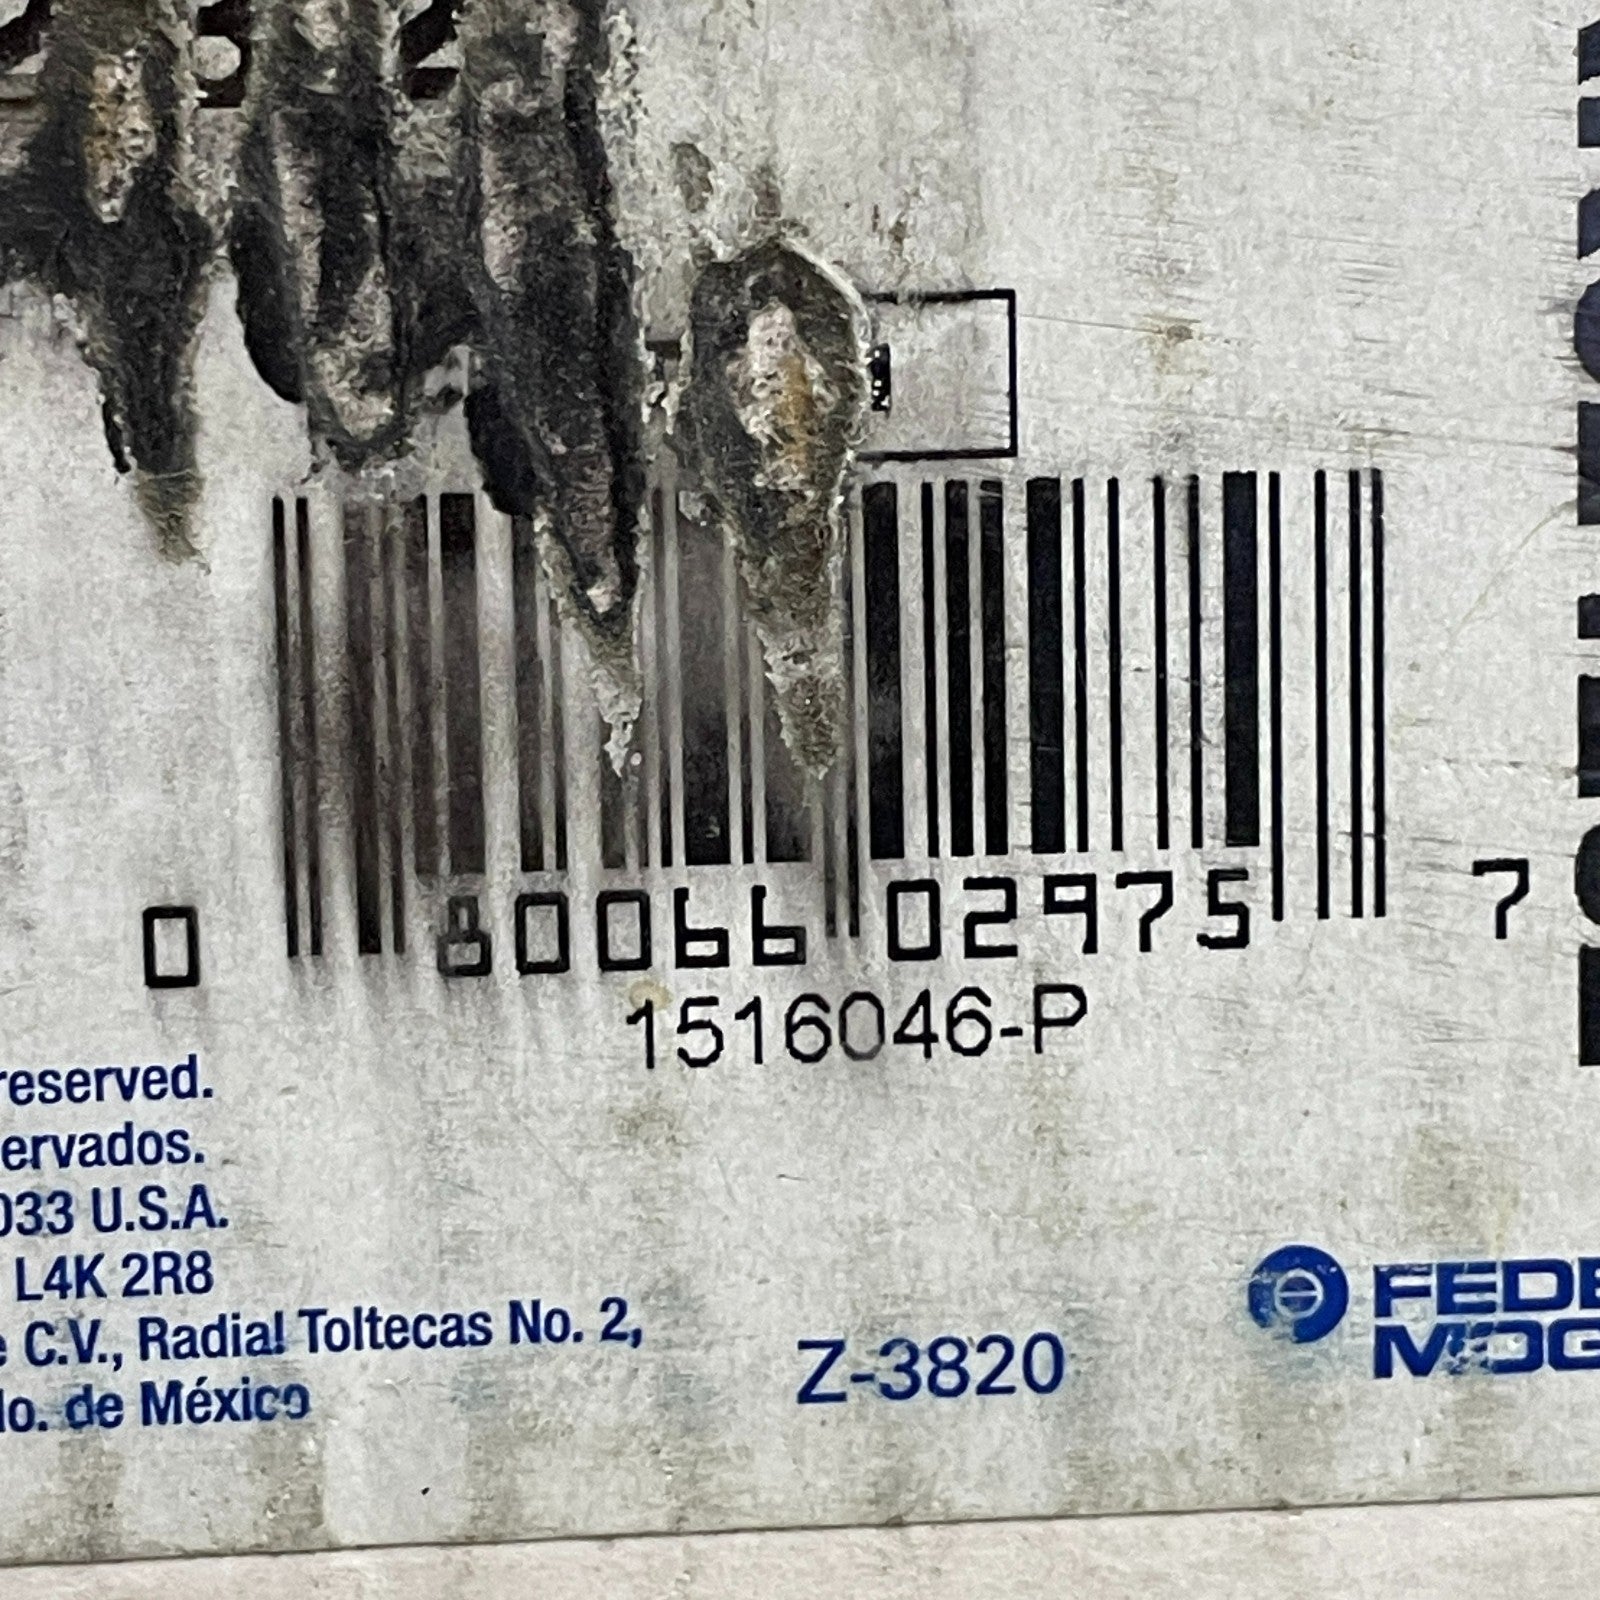 0 80066 02975 7
1516046-P
reserved.
ervados.
033 U.S.A.
L4K 2R8
e C.V., Radial Toltecas No. 2,
do. de México
Z-3820
FEDE
MOG